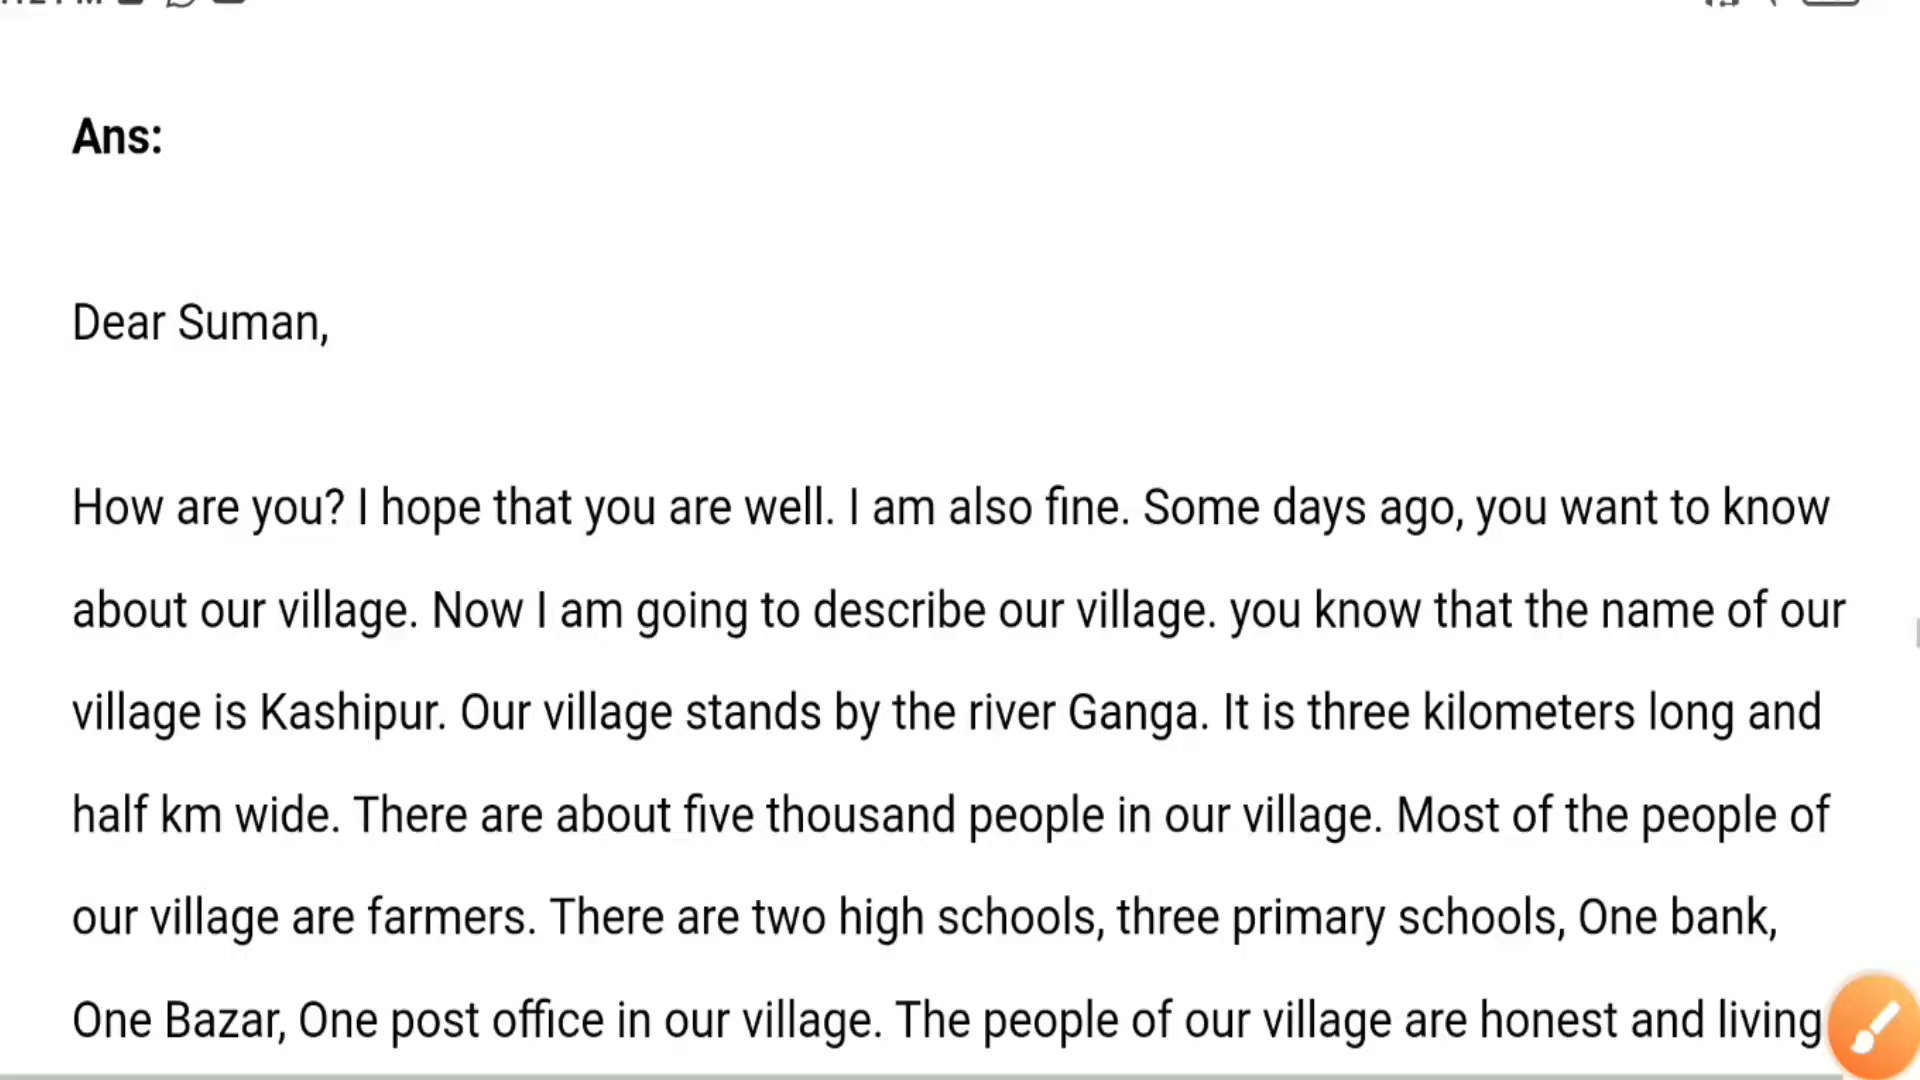 Ans:
Dear Suman,
How are you? I hope that you are well. I am also fine. Some days ago, you want to know
about our village. Now I am going to describe our village. you know that the name of our
village is Kashipur. Our village stands by the river Ganga. It is three kilometers long and
half km wide. There are about five thousand people in our village. Most of the people of
our village are farmers. There are two high schools, three primary schools, One bank,
One Bazar, One post office in our village. The people of our village are honest and living